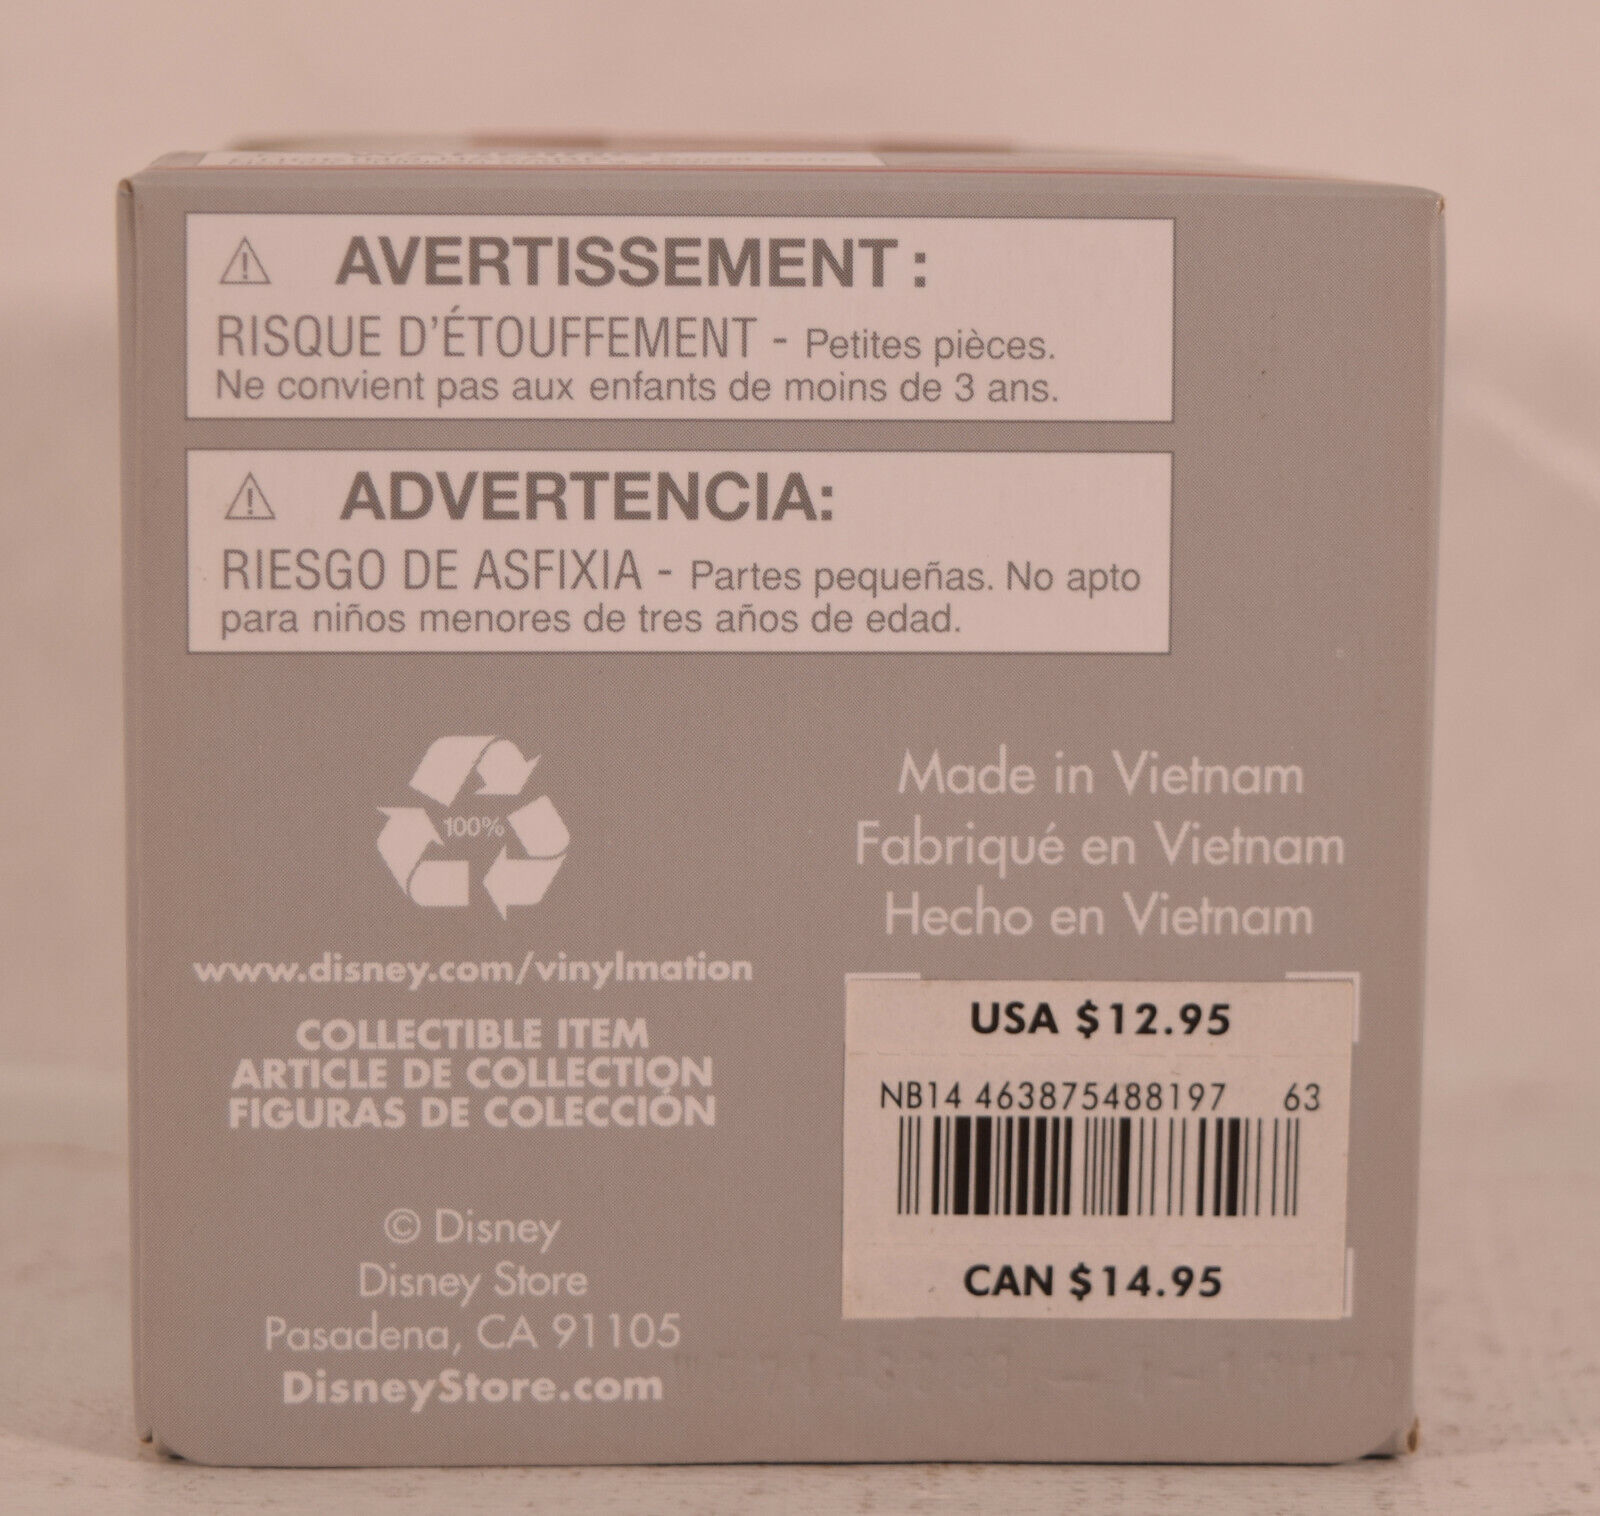 AVERTISSEMENT :
RISQUE D'ÉTOUFFEMENT - Petites pièces.
Ne convient pas aux enfants de moins de 3 ans.
ADVERTENCIA:
RIESGO DE ASFIXIA - Partes pequeñas. No apto
para niños menores de tres años de edad.
100%
www.disney.com/vinylmation
COLLECTIBLE ITEM
ARTICLE DE COLLECTION
FIGURAS DE COLECCIÓN
© Disney
Disney Store
Pasadena, CA 91105
DisneyStore.com
Made in Vietnam
Fabriqué en Vietnam
Hecho en Vietnam
USA $12.95
NB14 463875488197 63
CAN $14.95